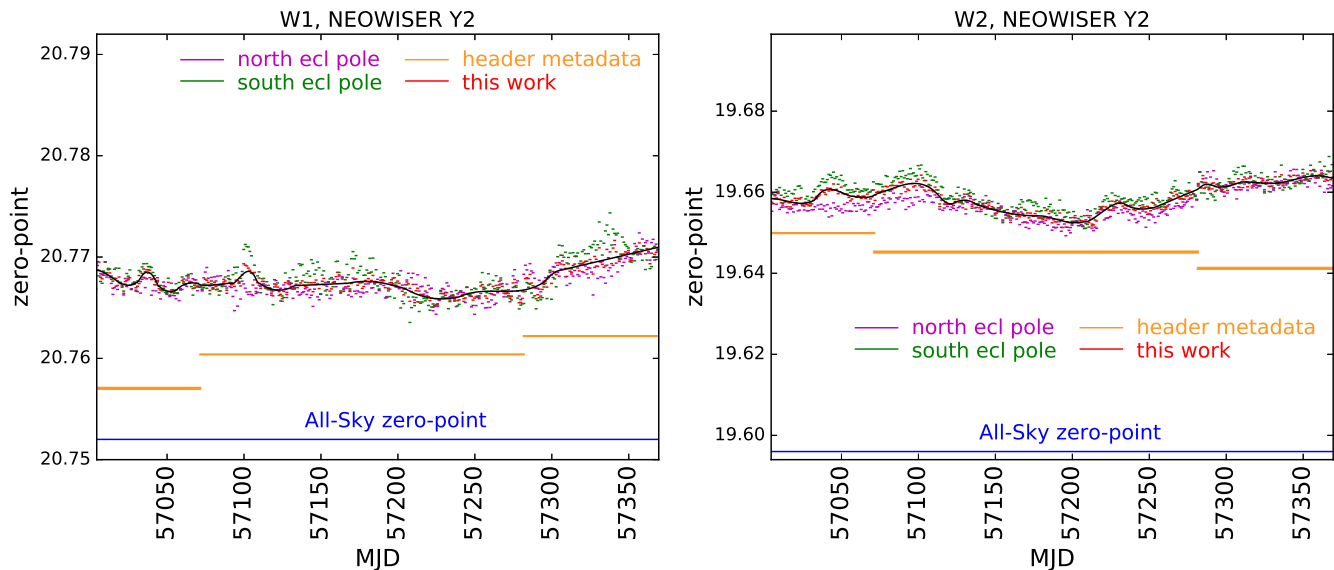 W1, NEOWISER Y2
north ecl pole
south ecl pole
header metadata
this work
zero-point
20.79
20.78
20.77
20.76
20.75
All-Sky zero-point
57050
57100
57150
57200
57250
57300
57350
MJD
W2, NEOWISER Y2
zero-point
19.68
19.66
19.64
19.62
19.60
north ecl pole
south ecl pole
header metadata
this work
All-Sky zero-point
57050
57100
57150
57200
57250
57300
57350
MJD